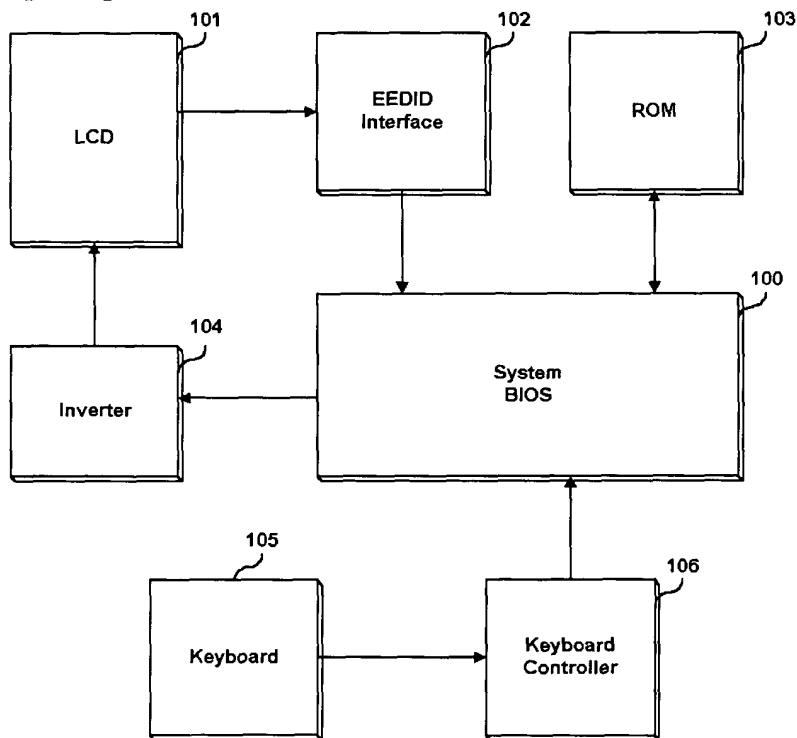 101
102
103
LCD
EEDID
Interface
ROM
100
104
System
BIOS
Inverter
105
106
Keyboard
Keyboard
Controller